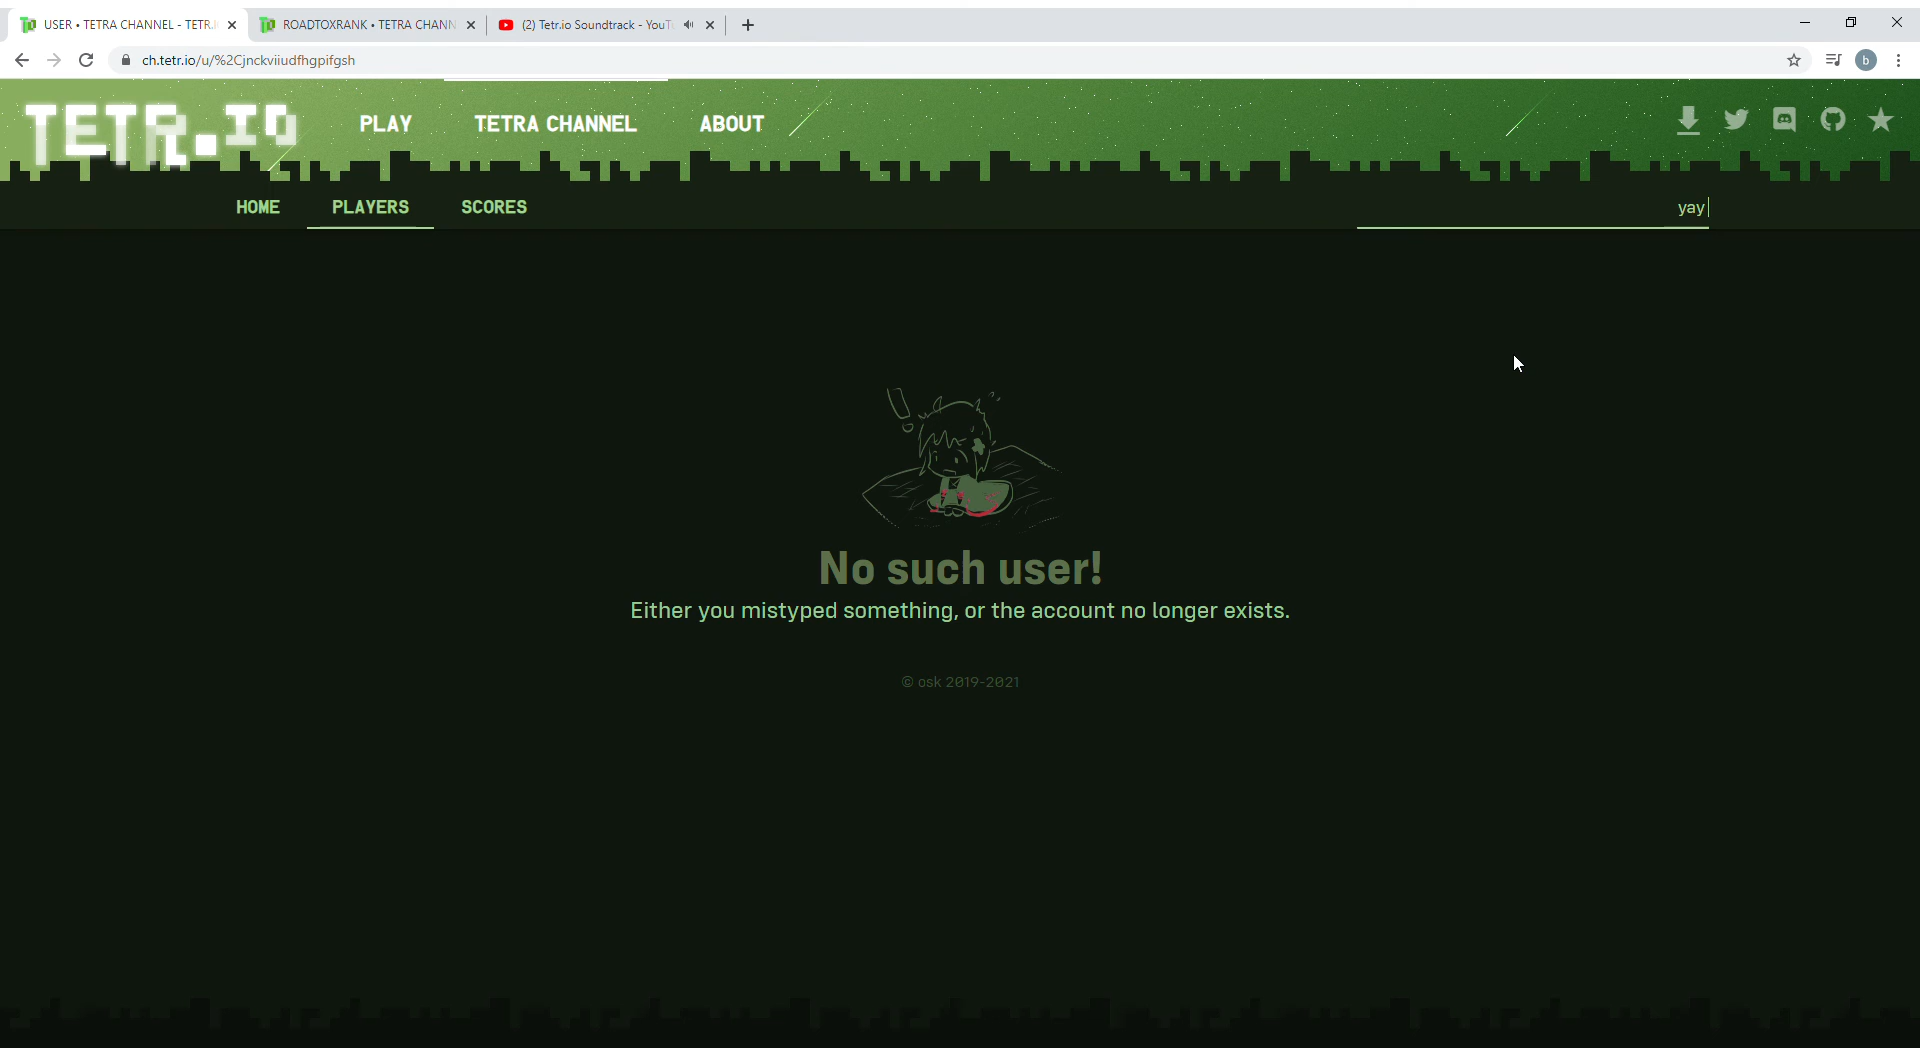 USER • TETRA CHANNEL - TETR.
ROADTOXRANK • TETRA CHANN
(2) Tetr.io Soundtrack - YouT
ch.tetr.io/u/%2Cjnckviiudfhgpifgsh
b
TETR.IO
PLAY
TETRA CHANNEL
ABOUT
HOME
PLAYERS
SCORES
yay
No such user!
Either you mistyped something, or the account no longer exists.
© osk 2019-2021